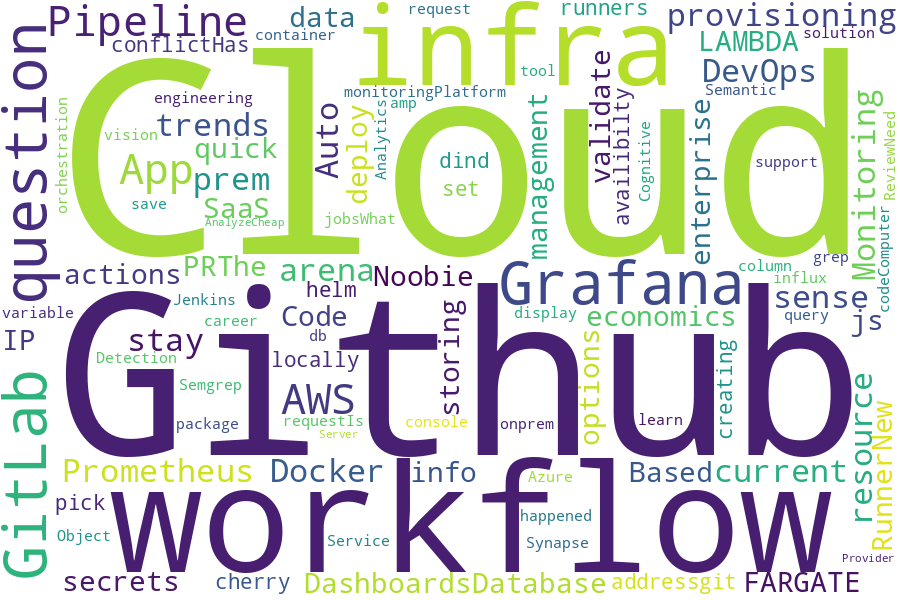 Pipeline
data
request
runners
provisioning
conflictHas
container
infra
LAMBDA
solution
question
Cloud
tool
validate
DevOps
engineering
monitoringPlatform
Semantic
orchestration
vision
trends
Auto
deploy
Analytics
amp
management
availibilty
Cognitive
enterprise
Monitoring
ReviewNeed
App
quick
prem
dind
set
support
save
SaaS
AnalyzeCheap
jobsWhat
codeComputer
actions
PRThe
arena
Noobie
Grafana
column
grep
influx
sense
variable
Jenkins
helm
storing
display
economics
query
js
IP
stay
career
Code
db
Github
Detection
locally
options
creating
GitLab
Semgrep
AWS
package
requestIs
Server
console
onprem
learn
resource
RunnerNew
Prometheus
Docker
info
Azure
Based
current
pick
workflow
Object
Service
happened
Synapse
Provider
secrets
cherry
DashboardsDatabase
addressgit
FARGATE